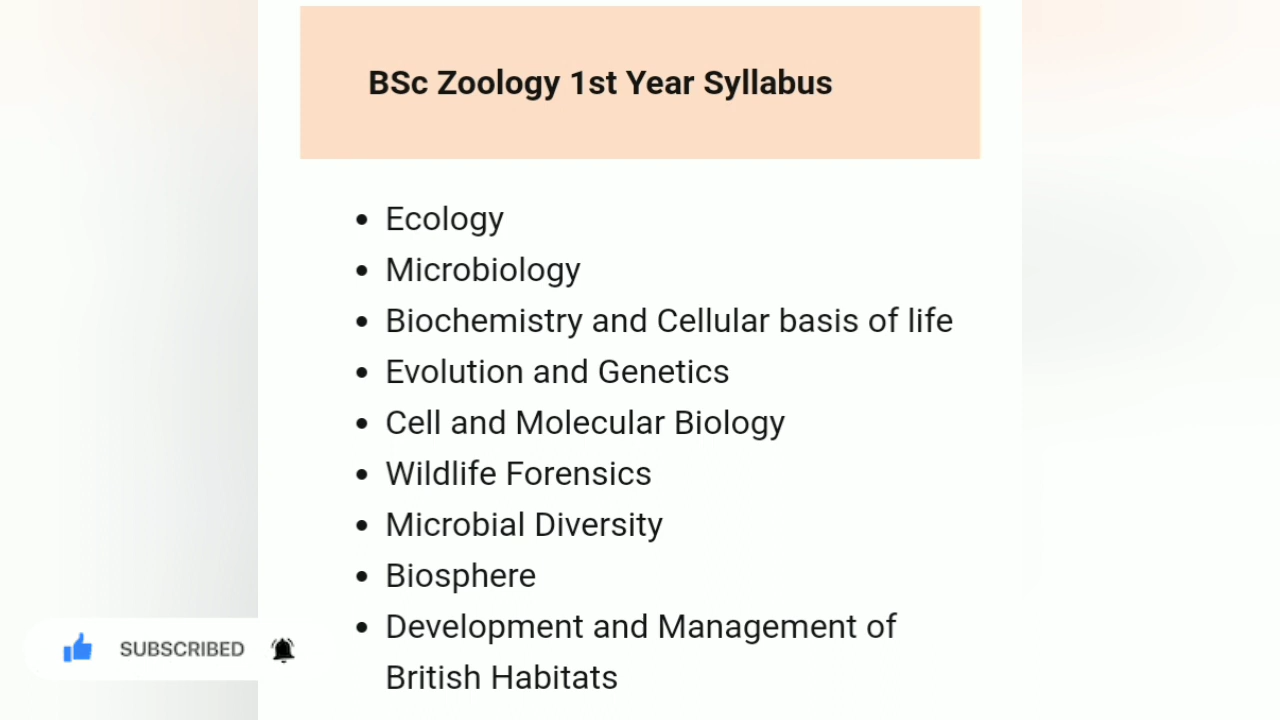 BSc Zoology 1st Year Syllabus
• Ecology
• Microbiology
• Biochemistry and Cellular basis of life
• Evolution and Genetics
• Cell and Molecular Biology
• Wildlife Forensics
• Microbial Diversity
• Biosphere
• Development and Management of
British Habitats
SUBSCRIBED